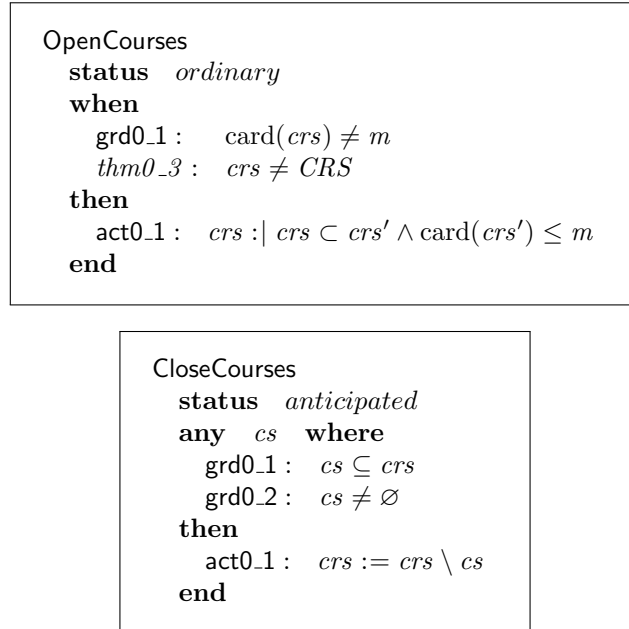 OpenCourses
status ordinary
when
grd0_1 : card(crs) ≠ m
thm0_3 : crs ≠ CRS
then
act0_1 : crs :| crs ⊂ crs′ ∧ card(crs′) ≤ m
end
CloseCourses
status anticipated
any cs where
grd0_1 : cs ⊆ crs
grd0_2 : cs ≠ ∅
then
act0_1 : crs := crs \ cs
end